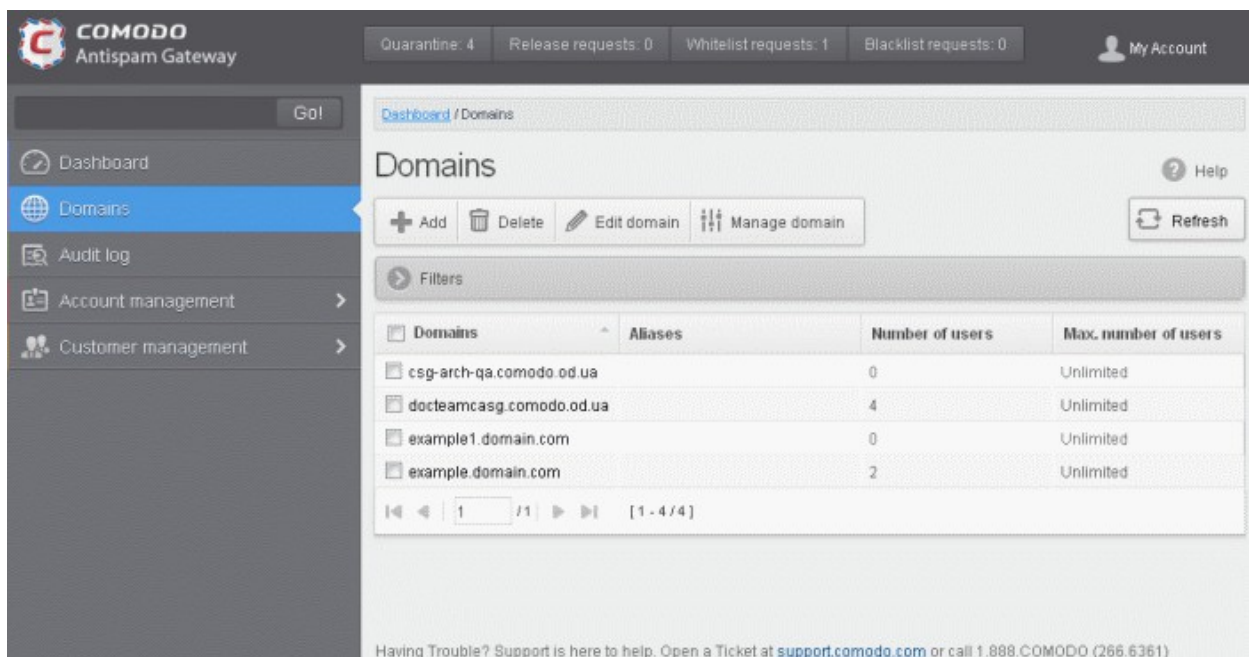 COMODO
Antispam Gateway
Quarantine: 4 Release requests: 0 Whitelist requests: 1 Blacklist requests: 0 My Account
Go!
Dashboard / Domains
Dashboard
Domains
Audit log
Account management
Customer management
Domains
Help
Add Delete Edit domain Manage domain Refresh
Filters
Domains Aliases Number of users Max. number of users
csg-arch-qa.comodo.od.ua 0 Unlimited
docteamcasg.comodo.od.ua 4 Unlimited
example1.domain.com 0 Unlimited
example.domain.com 2 Unlimited
1 /1 [1 - 4 / 4]
Having Trouble? Support is here to help. Open a Ticket at support.comodo.com or call 1.888.COMODO (266.6361)